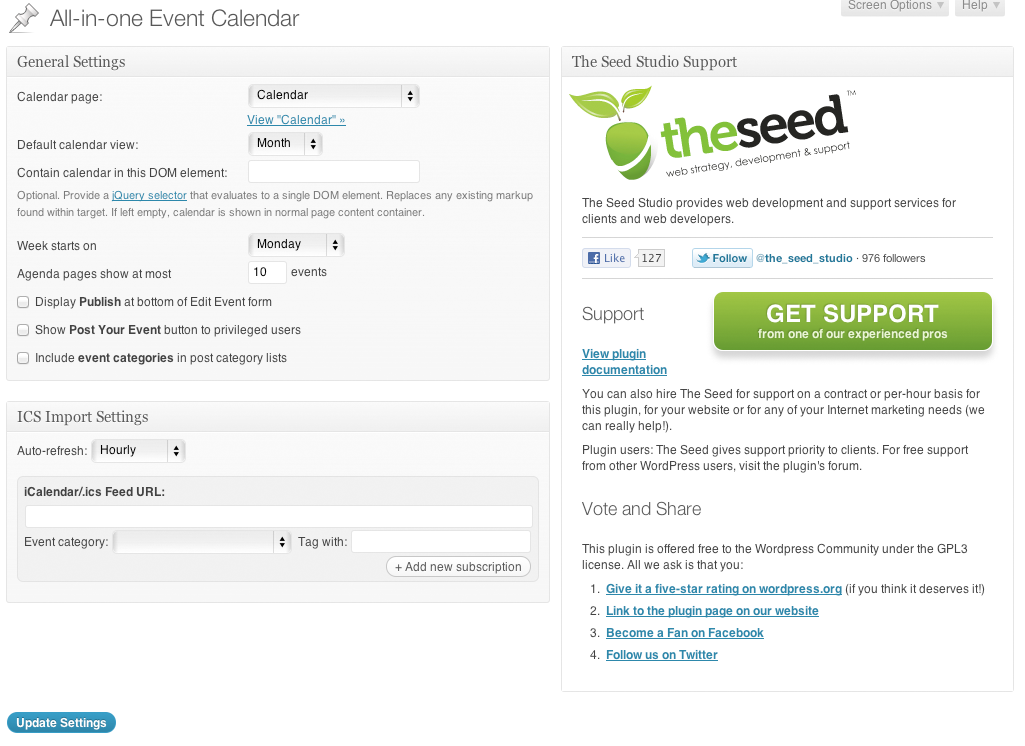 All-in-one Event Calendar
Screen Options ▼
Help ▼
General Settings
Calendar page:
Calendar
View "Calendar" »
Default calendar view:
Month
Contain calendar in this DOM element:
Optional. Provide a jQuery selector that evaluates to a single DOM element. Replaces any existing markup
found within target. If left empty, calendar is shown in normal page content container.
Week starts on
Monday
Agenda pages show at most
10 events
Display Publish at bottom of Edit Event form
Show Post Your Event button to privileged users
Include event categories in post category lists
ICS Import Settings
Auto-refresh: Hourly
iCalendar/.ics Feed URL:
Event category:
Tag with:
+ Add new subscription
Update Settings
The Seed Studio Support
theseed™
web strategy, development & support
The Seed Studio provides web development and support services for
clients and web developers.
Like 127
Follow @the_seed_studio · 976 followers
Support
GET SUPPORT
from one of our experienced pros
View plugin
documentation
You can also hire The Seed for support on a contract or per-hour basis for
this plugin, for your website or for any of your Internet marketing needs (we
can really help!).
Plugin users: The Seed gives support priority to clients. For free support
from other WordPress users, visit the plugin's forum.
Vote and Share
This plugin is offered free to the Wordpress Community under the GPL3
license. All we ask is that you:
1. Give it a five-star rating on wordpress.org (if you think it deserves it!)
2. Link to the plugin page on our website
3. Become a Fan on Facebook
4. Follow us on Twitter